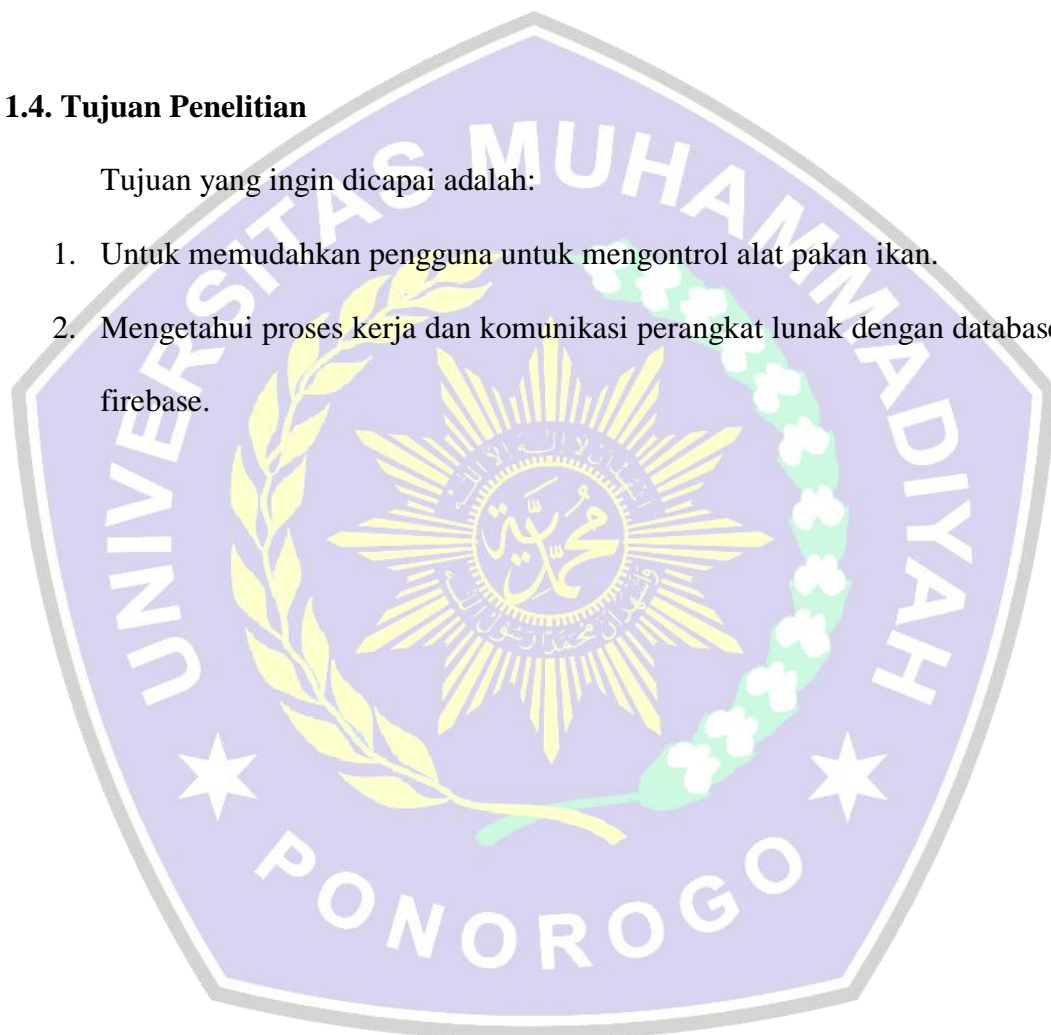 1.4. Tujuan Penelitian
Tujuan yang ingin dicapai adalah:
1. Untuk memudahkan pengguna untuk mengontrol alat pakan ikan.
2. Mengetahui proses kerja dan komunikasi perangkat lunak dengan database
firebase.
UNIVERSITAS MUHAMMADIYAH
PONOROGO
محمدية